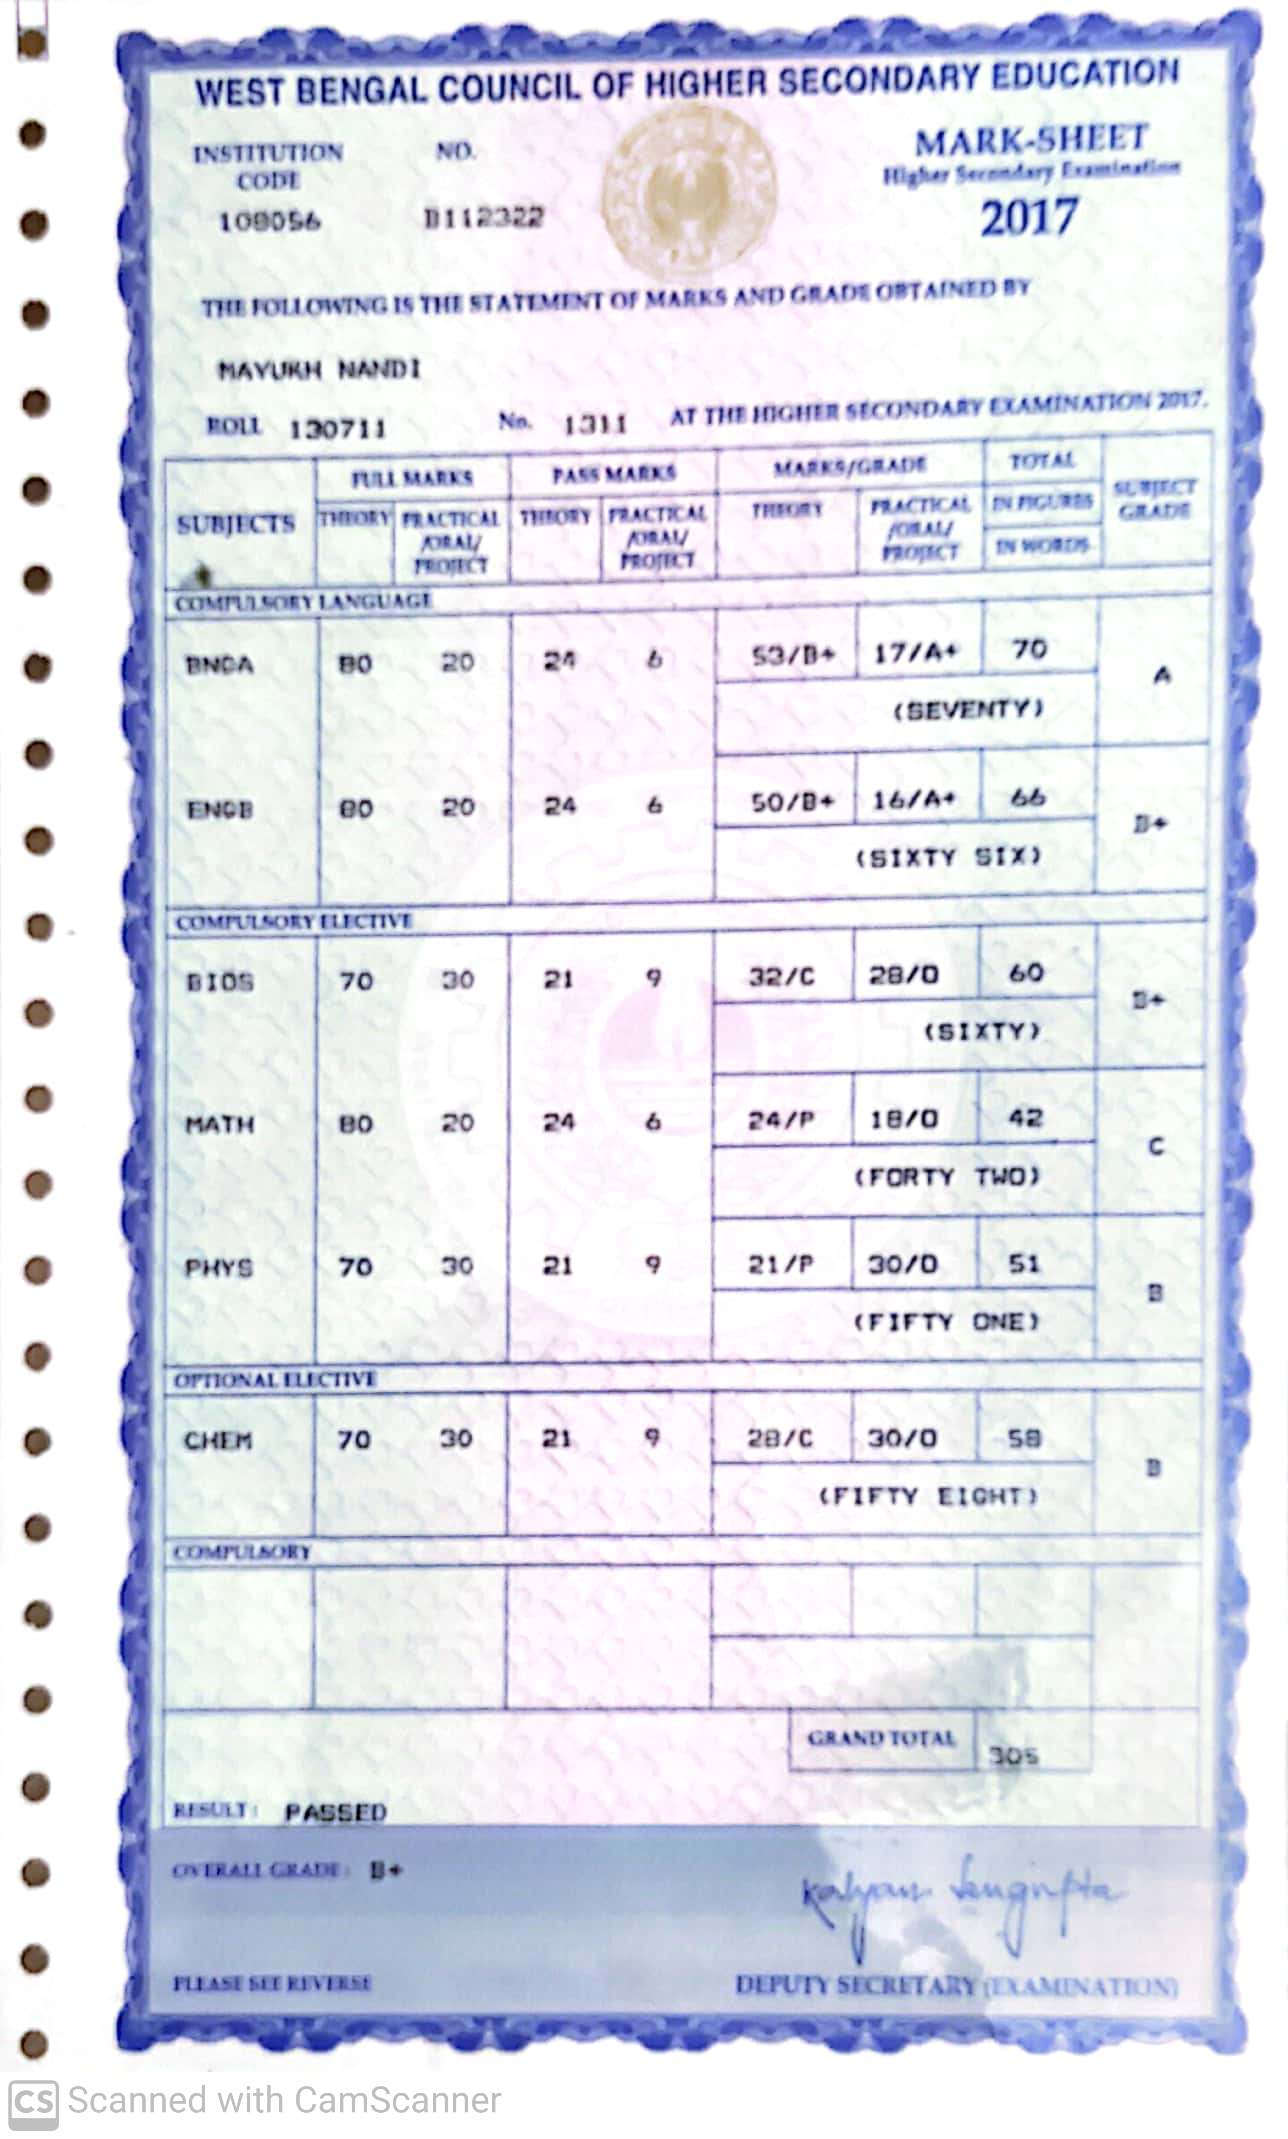 WEST BENGAL COUNCIL OF HIGHER SECONDARY EDUCATION
INSTITUTION CODE NO. MARK-SHEET
Higher Secondary Examination
108056 B112322 2017
THE FOLLOWING IS THE STATEMENT OF MARKS AND GRADE OBTAINED BY
MAYUKH NANDI
ROLL 130711 No. 1311 AT THE HIGHER SECONDARY EXAMINATION 2017.
SUBJECTS FULL MARKS PASS MARKS MARKS/GRADE TOTAL SUBJECT GRADE
THEORY PRACTICAL /ORAL/ PROJECT THEORY PRACTICAL /ORAL/ PROJECT THEORY PRACTICAL /ORAL/ PROJECT IN FIGURES
IN WORDS
COMPULSORY LANGUAGE
BNGA 80 20 24 6 53/B+ 17/A+ 70 A
(SEVENTY)
ENGB 80 20 24 6 50/B+ 16/A+ 66 B+
(SIXTY SIX)
COMPULSORY ELECTIVE
BIOS 70 30 21 9 32/C 28/O 60 B+
(SIXTY)
MATH 80 20 24 6 24/P 18/O 42 C
(FORTY TWO)
PHYS 70 30 21 9 21/P 30/O 51 B
(FIFTY ONE)
OPTIONAL ELECTIVE
CHEM 70 30 21 9 28/C 30/O 58 B
(FIFTY EIGHT)
COMPULSORY
GRAND TOTAL 305
RESULT: PASSED
OVERALL GRADE: B+
Kalyan Sengupta
PLEASE SEE REVERSE DEPUTY SECRETARY (EXAMINATION)
CS Scanned with CamScanner